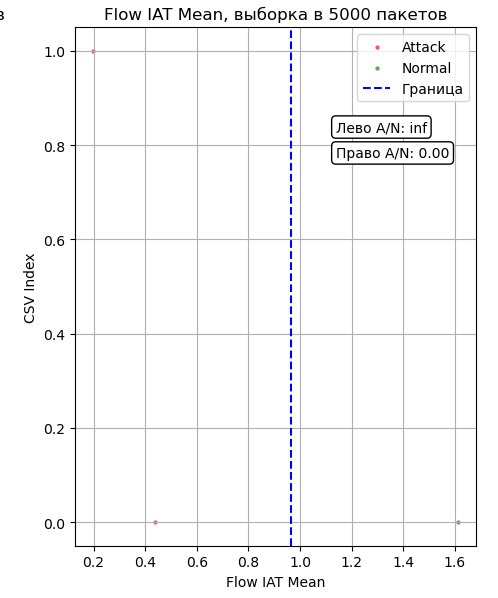 в
Flow IAT Mean, выборка в 5000 пакетов
Attack
Normal
Граница
Лево A/N: inf
Право A/N: 0.00
CSV Index
1.0
0.8
0.6
0.4
0.2
0.0
0.2 0.4 0.6 0.8 1.0 1.2 1.4 1.6
Flow IAT Mean